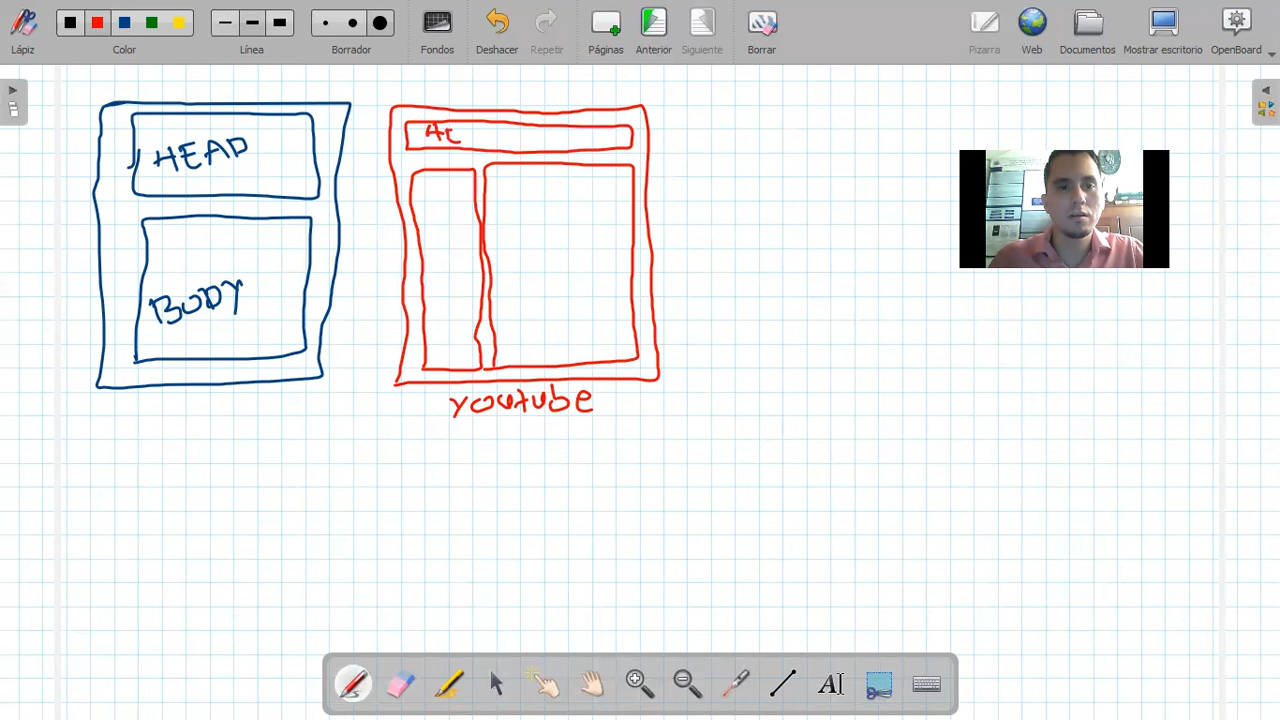 Lápiz
Color
Línea
Borrador
Fondos
Deshacer
Repetir
Páginas
Anterior
Siguiente
Borrar
Pizarra
Web
Documentos
Mostrar escritorio
OpenBoard
HEAD
BODY
youtube